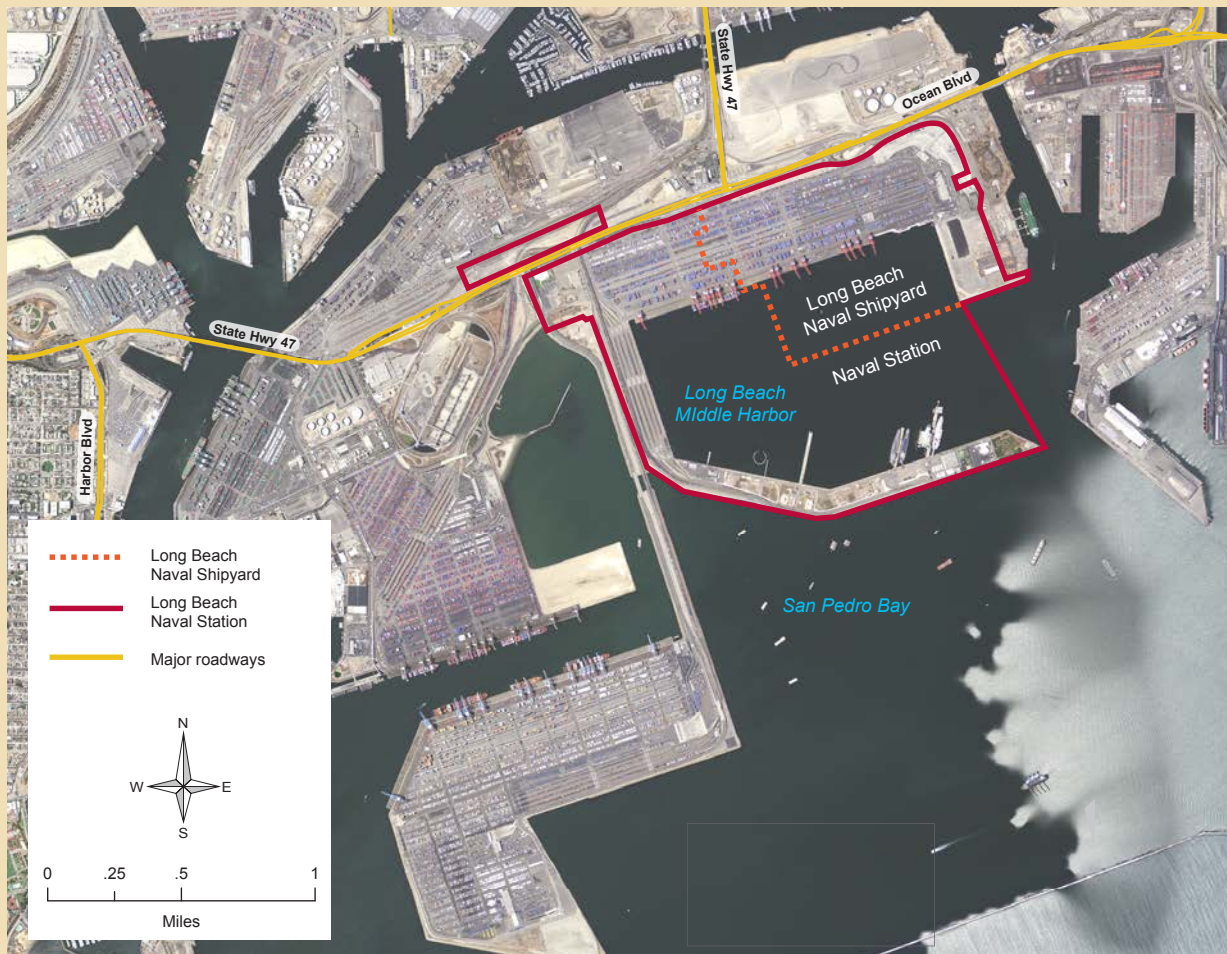 State Hwy 47
Ocean Blvd
Long Beach
Naval Shipyard
Naval Station
State Hwy 47
Long Beach
MIddle Harbor
Harbor Blvd
San Pedro Bay
Long Beach
Naval Shipyard
Long Beach
Naval Station
Major roadways
N
W
E
S
0 .25 .5 1
Miles